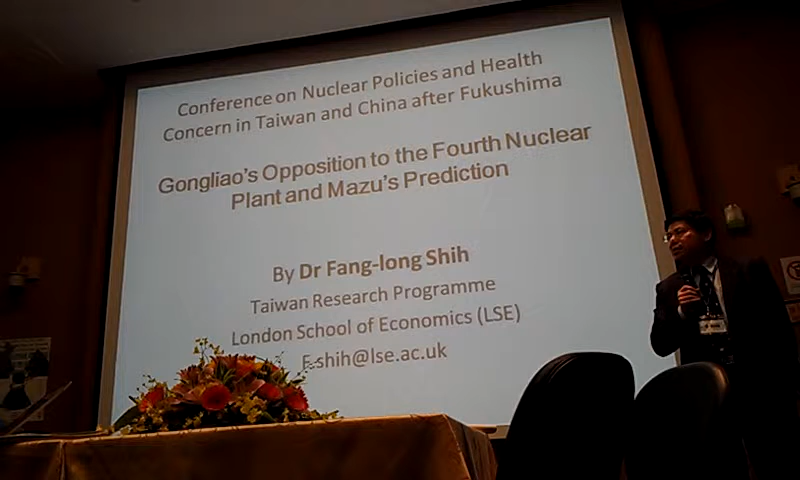 Conference on Nuclear Policies and Health
Concern in Taiwan and China after Fukushima
Gongliao's Opposition to the Fourth Nuclear
Plant and Mazu's Prediction
By Dr Fang-long Shih
Taiwan Research Programme
London School of Economics (LSE)
F.shih@lse.ac.uk